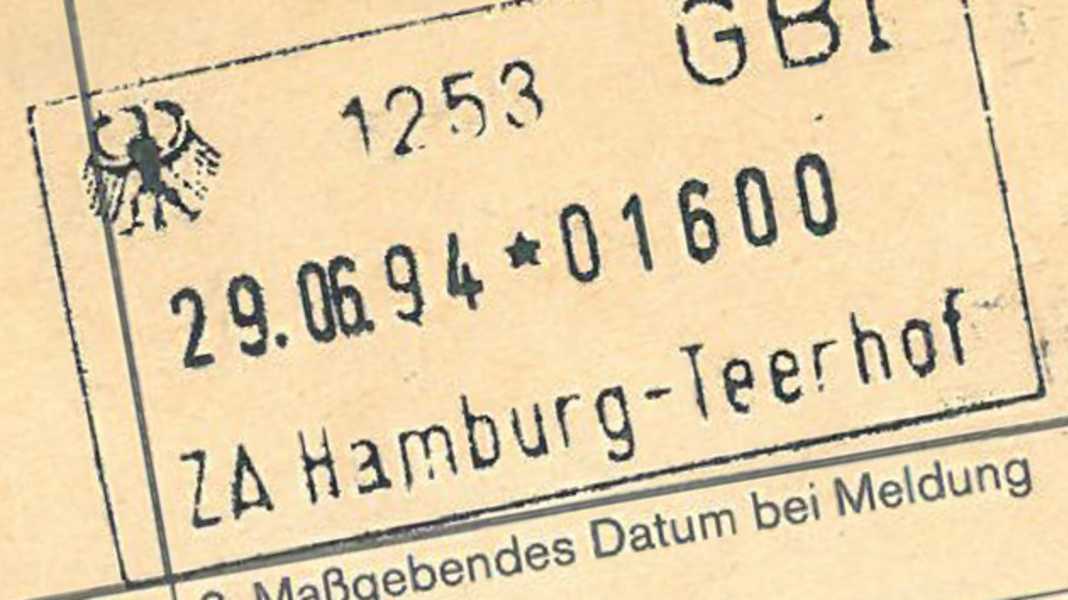 1253 GBI
29.06.94*01600
ZA Hamburg-Teerhof
Maßgebendes Datum bei Meldung